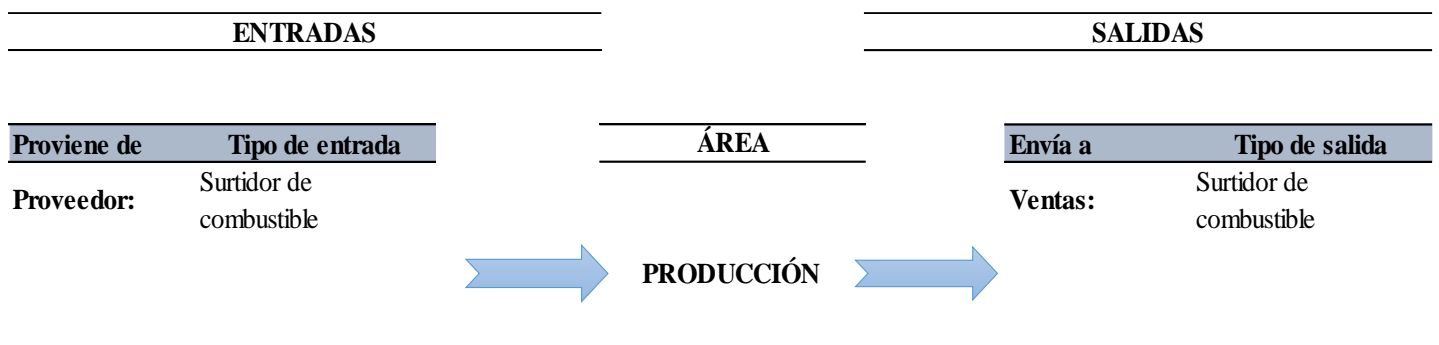 ENTRADAS SALIDAS
Proviene de Tipo de entrada ÁREA Envía a Tipo de salida
Proveedor: Surtidor de
combustible
Ventas: Surtidor de
combustible
PRODUCCIÓN